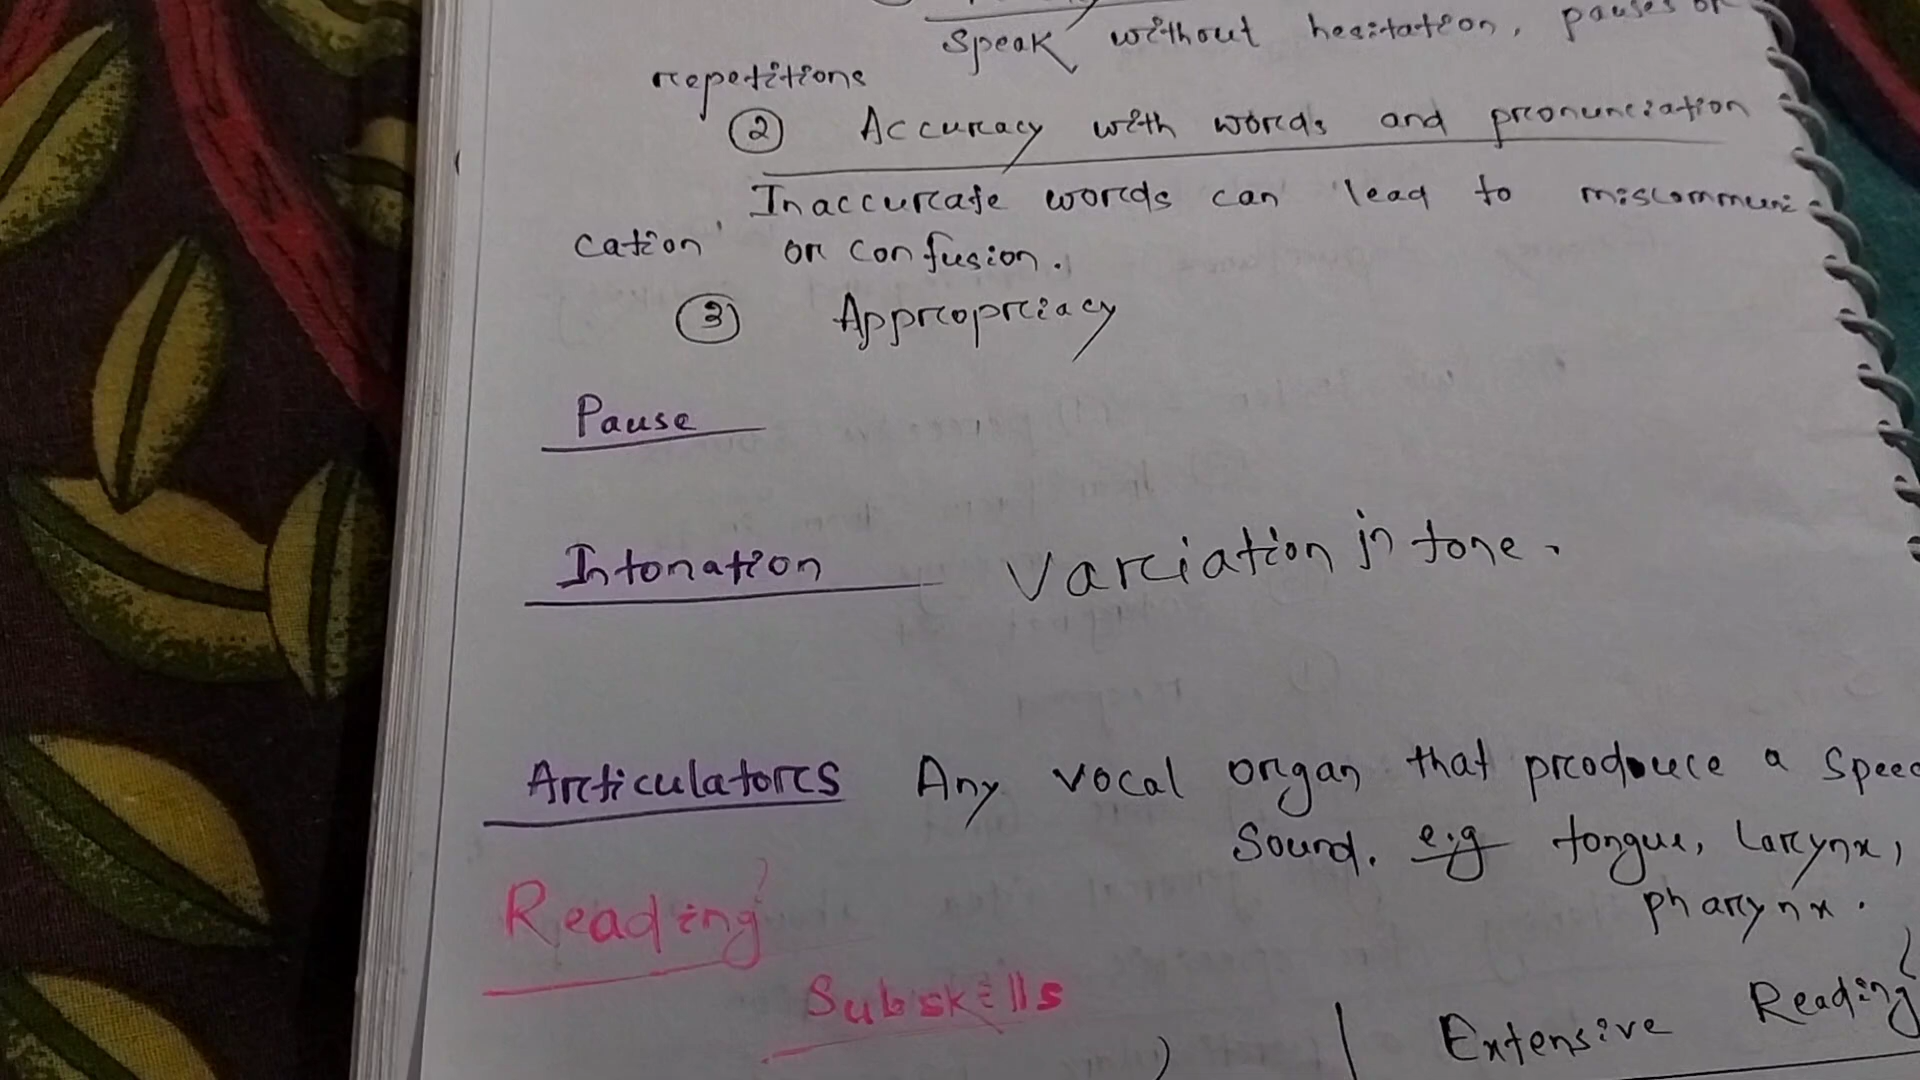 Speak without hesitation, pauses or
repetitions
② Accuracy with words and pronunciation
Inaccurate words can lead to miscommuni-
cation or confusion.
③ Appropriacy
Pause
Intonation Variation in tone.
Articulators Any vocal organ that produce a Speec
Sound. e.g tongue, larynx,
pharynx.
Reading
Subskills
Extensive Reading